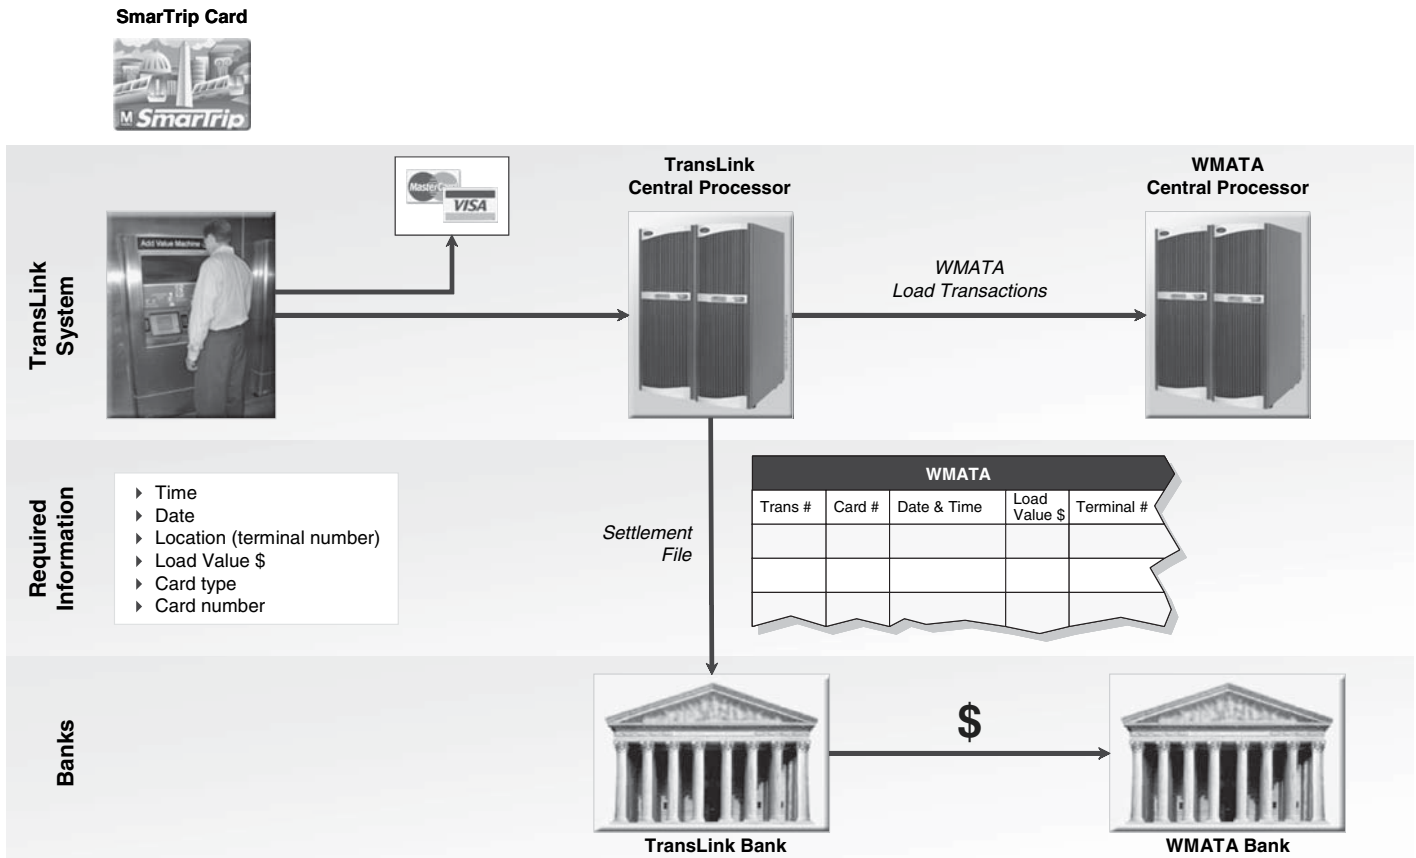 SmarTrip Card
M SmarTrip
TransLink
System
Add Value Machine
MasterCard
VISA
TransLink
Central Processor
WMATA
Load Transactions
WMATA
Central Processor
Required
Information
Time
Date
Location (terminal number)
Load Value $
Card type
Card number
Settlement
File
WMATA
Trans #
Card #
Date & Time
Load
Value $
Terminal #
Banks
$
TransLink Bank
WMATA Bank